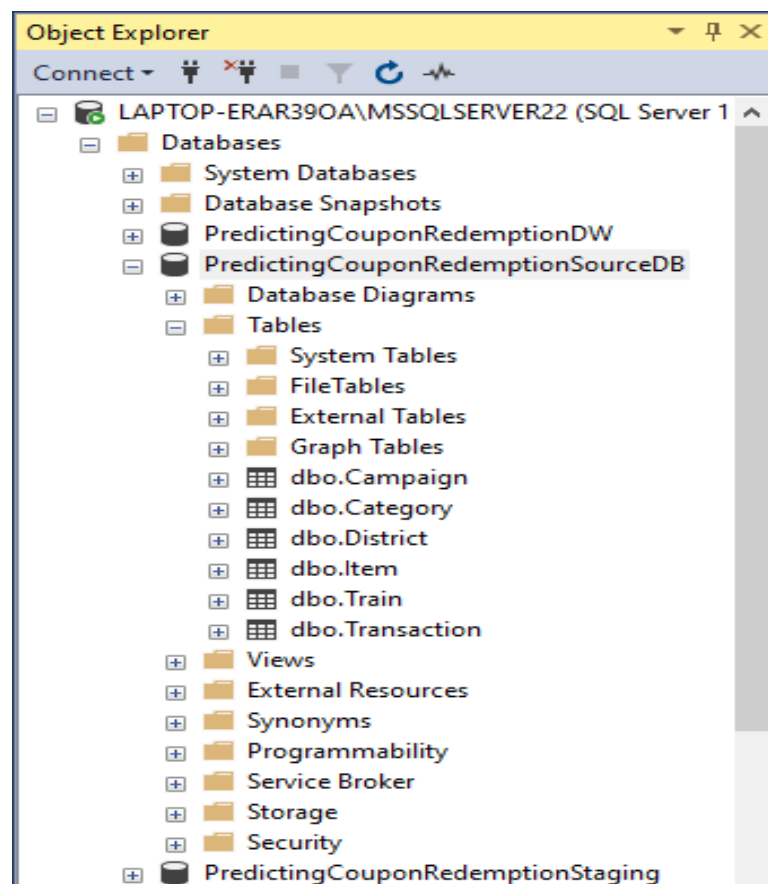 Object Explorer
Connect
LAPTOP-ERAR39OA\MSSQLSERVER22 (SQL Server 1
Databases
System Databases
Database Snapshots
PredictingCouponRedemptionDW
PredictingCouponRedemptionSourceDB
Database Diagrams
Tables
System Tables
FileTables
External Tables
Graph Tables
dbo.Campaign
dbo.Category
dbo.District
dbo.Item
dbo.Train
dbo.Transaction
Views
External Resources
Synonyms
Programmability
Service Broker
Storage
Security
PredictingCouponRedemptionStaging